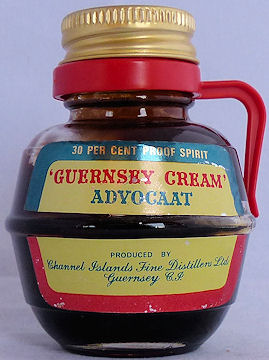 30 PER CENT PROOF SPIRIT
'GUERNSEY CREAM'
ADVOCAAT
PRODUCED BY
Channel Islands Fine Distillers Ltd.
Guernsey C.I.